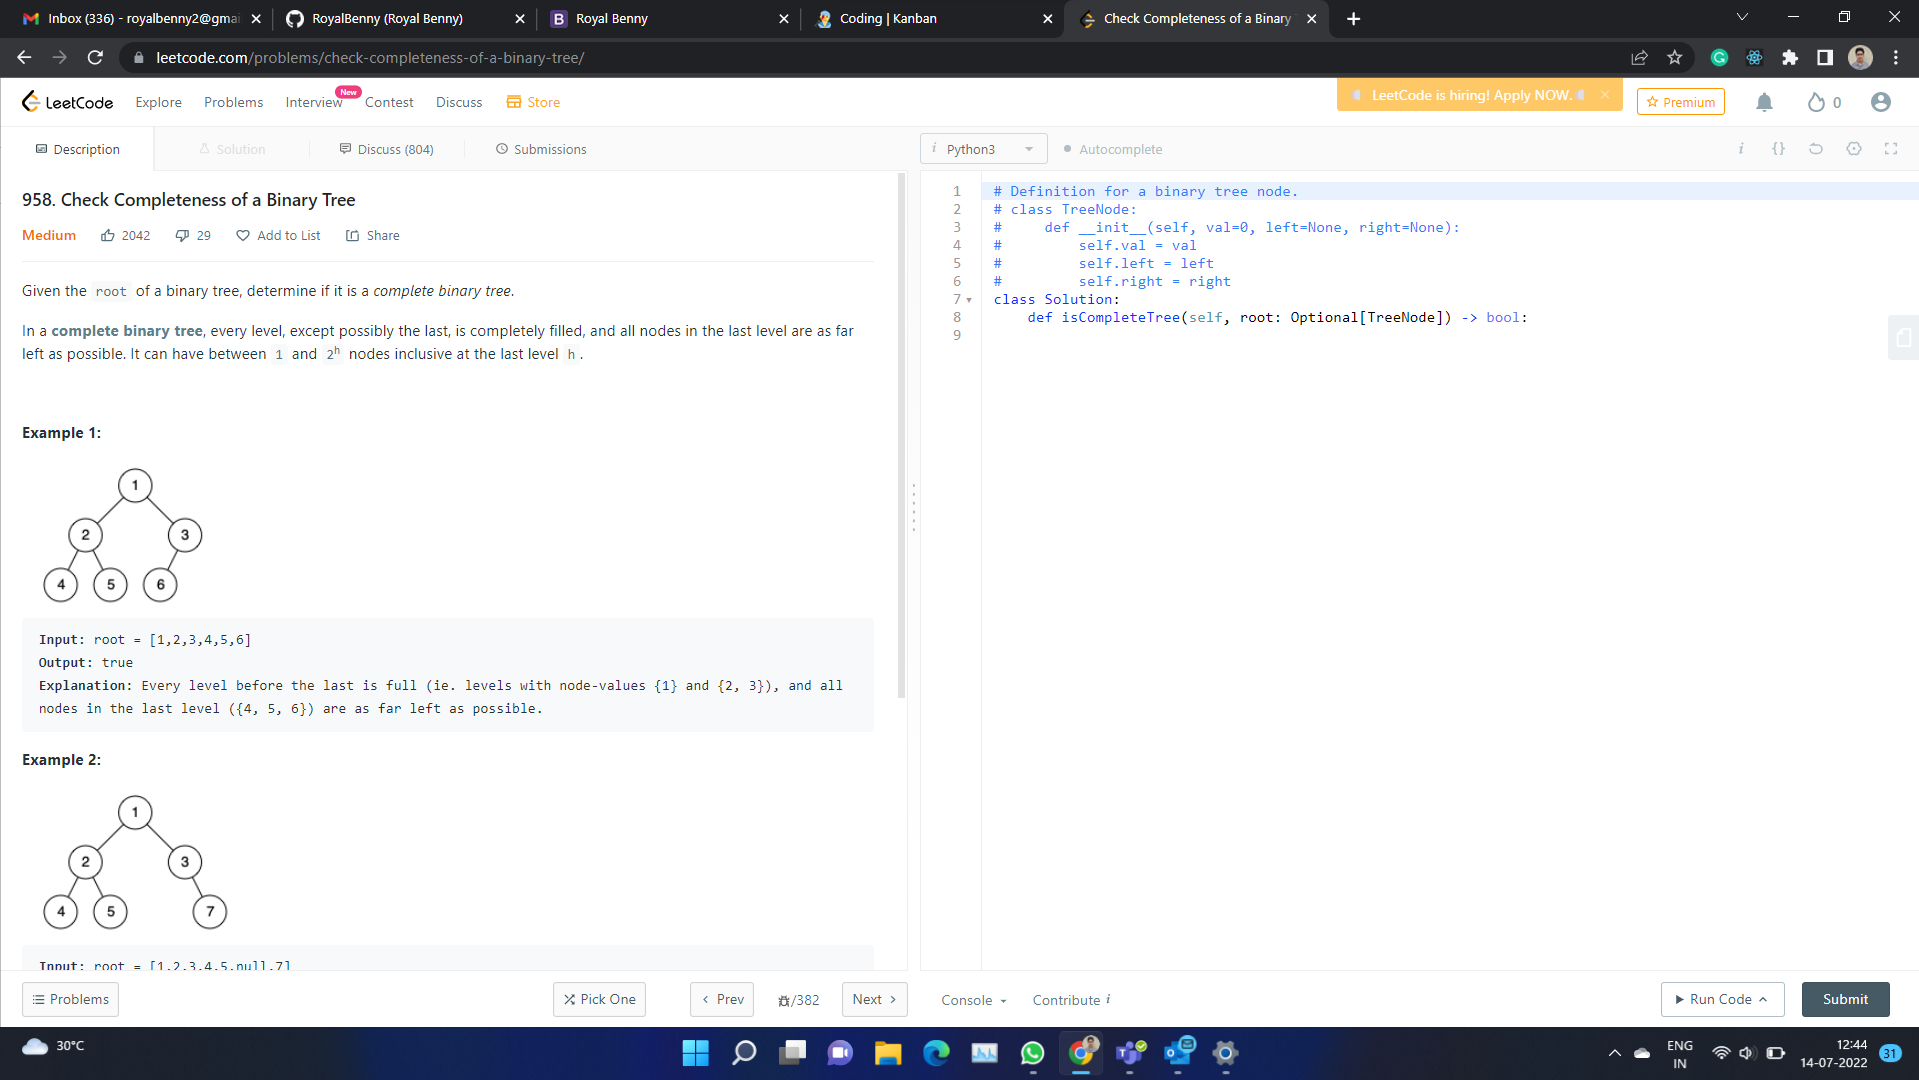 Inbox (336) - royalbenny2@gmai
RoyalBenny (Royal Benny)
Royal Benny
Coding | Kanban
Check Completeness of a Binary
leetcode.com/problems/check-completeness-of-a-binary-tree/
LeetCode
Explore
Problems
Interview
New
Contest
Discuss
Store
LeetCode is hiring! Apply NOW.
Premium
0
Description
Solution
Discuss (804)
Submissions
i Python3
Autocomplete
958. Check Completeness of a Binary Tree
Medium
2042
29
Add to List
Share
Given the root of a binary tree, determine if it is a complete binary tree.
In a complete binary tree, every level, except possibly the last, is completely filled, and all nodes in the last level are as far
left as possible. It can have between 1 and 2h nodes inclusive at the last level h.
Example 1:
1
2 3
4 5 6
Input: root = [1,2,3,4,5,6]
Output: true
Explanation: Every level before the last is full (ie. levels with node-values {1} and {2, 3}), and all
nodes in the last level ({4, 5, 6}) are as far left as possible.
Example 2:
1
2 3
4 5 7
Input: root = [1,2,3,4,5,null,7]
1 # Definition for a binary tree node.
2 # class TreeNode:
3 #     def __init__(self, val=0, left=None, right=None):
4 #         self.val = val
5 #         self.left = left
6 #         self.right = right
7 class Solution:
8     def isCompleteTree(self, root: Optional[TreeNode]) -> bool:
9
Problems
Pick One
Prev
/382
Next
Console
Contribute i
Run Code
Submit
30°C
ENG
IN
12:44
14-07-2022
31